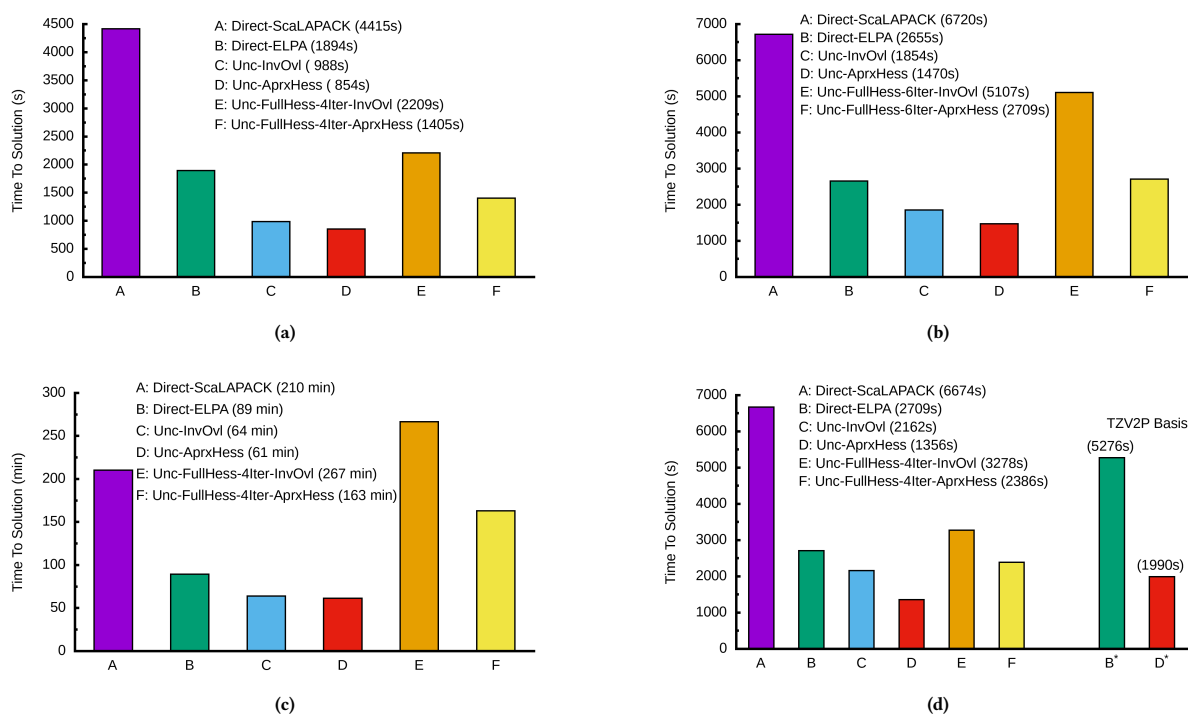 Time To Solution (s)
4500
4000
3500
3000
2500
2000
1500
1000
500
0
A: Direct-ScaLAPACK (4415s)
B: Direct-ELPA (1894s)
C: Unc-InvOvl ( 988s)
D: Unc-AprxHess ( 854s)
E: Unc-FullHess-4Iter-InvOvl (2209s)
F: Unc-FullHess-4Iter-AprxHess (1405s)
A B C D E F
(a)
Time To Solution (s)
7000
6000
5000
4000
3000
2000
1000
0
A: Direct-ScaLAPACK (6720s)
B: Direct-ELPA (2655s)
C: Unc-InvOvl (1854s)
D: Unc-AprxHess (1470s)
E: Unc-FullHess-6Iter-InvOvl (5107s)
F: Unc-FullHess-6Iter-AprxHess (2709s)
A B C D E F
(b)
Time To Solution (min)
300
250
200
150
100
50
0
A: Direct-ScaLAPACK (210 min)
B: Direct-ELPA (89 min)
C: Unc-InvOvl (64 min)
D: Unc-AprxHess (61 min)
E: Unc-FullHess-4Iter-InvOvl (267 min)
F: Unc-FullHess-4Iter-AprxHess (163 min)
A B C D E F
(c)
Time To Solution (s)
7000
6000
5000
4000
3000
2000
1000
0
A: Direct-ScaLAPACK (6674s)
B: Direct-ELPA (2709s)
C: Unc-InvOvl (2162s)
D: Unc-AprxHess (1356s)
E: Unc-FullHess-4Iter-InvOvl (3278s)
F: Unc-FullHess-4Iter-AprxHess (2386s)
TZV2P Basis
(5276s)
(1990s)
A B C D E F B* D*
(d)